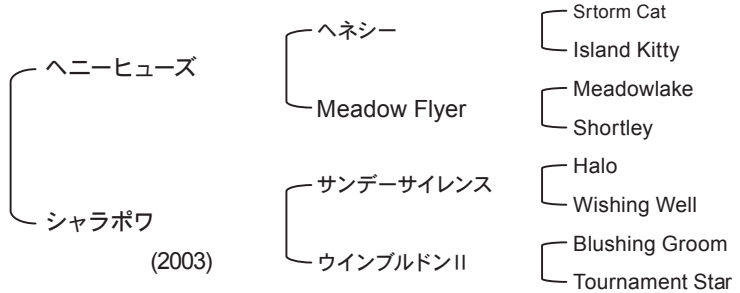 ヘニーヒューズ
シャラポワ
(2003)
ヘネシー
Meadow Flyer
サンデーサイレンス
ウインブルドンII
Srtorm Cat
Island Kitty
Meadowlake
Shortley
Halo
Wishing Well
Blushing Groom
Tournament Star